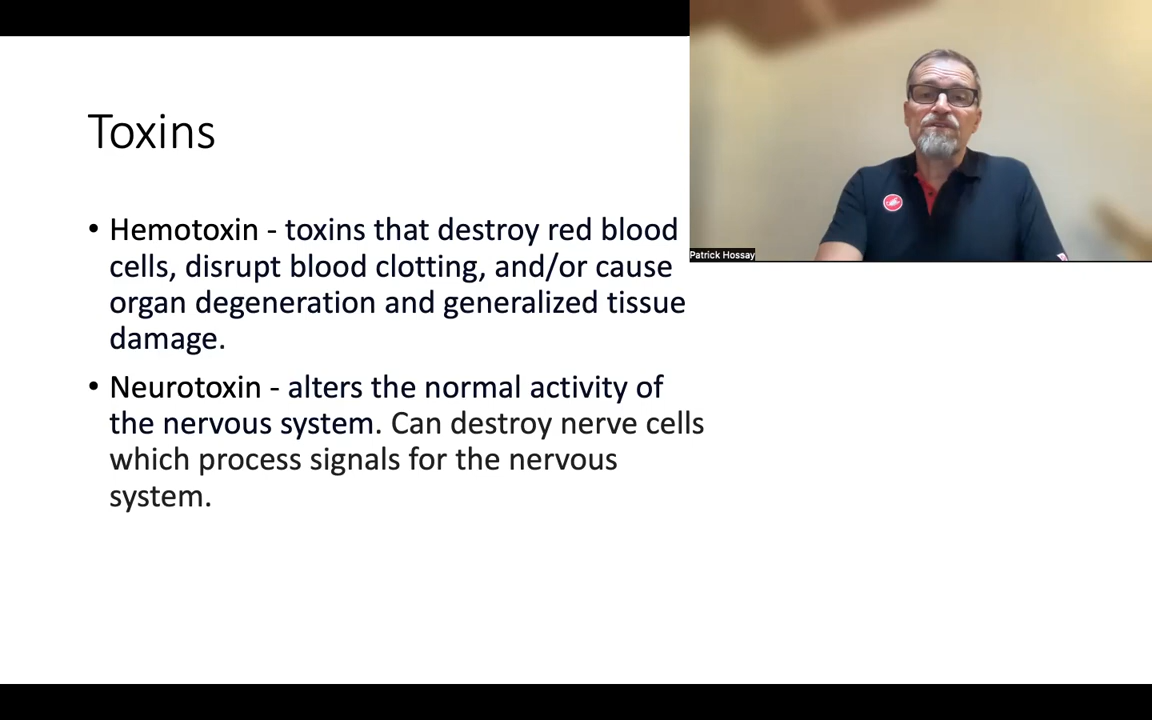 Toxins
• Hemotoxin - toxins that destroy red blood
cells, disrupt blood clotting, and/or cause
organ degeneration and generalized tissue
damage.
• Neurotoxin - alters the normal activity of
the nervous system. Can destroy nerve cells
which process signals for the nervous
system.
Patrick Hossay